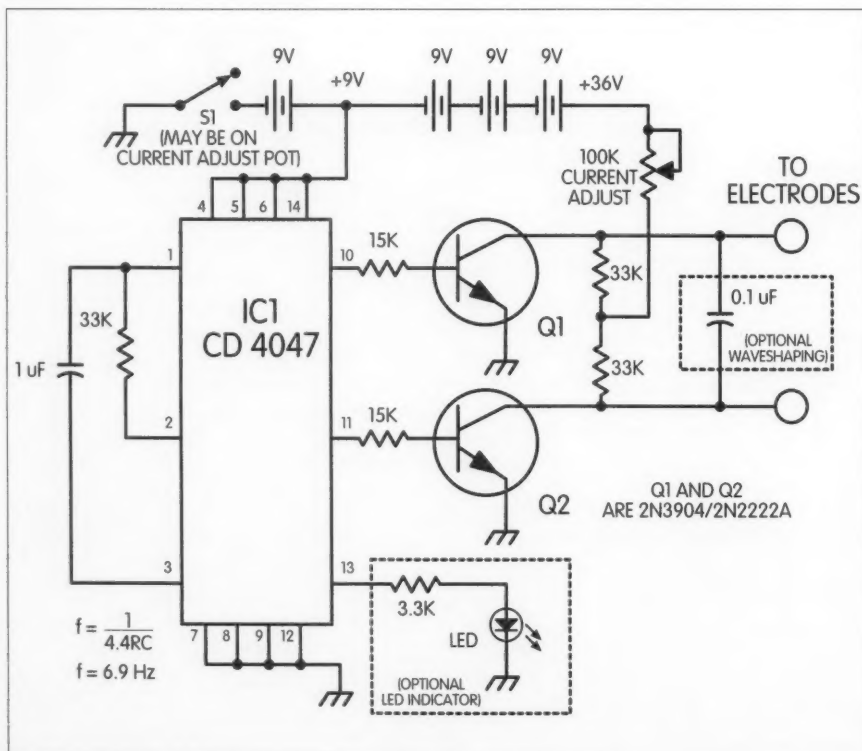 9V
9V
9V
9V
+9V
+36V
S1
(MAY BE ON
CURRENT ADJUST POT)
100K
CURRENT
ADJUST
TO
ELECTRODES
4
5
6
14
1
10
15K
33K
IC1
CD 4047
Q1
33K
0.1 uF
(OPTIONAL
WAVESHAPING)
1 uF
33K
2
11
15K
Q2
Q1 AND Q2
ARE 2N3904/2N2222A
3
13
3.3K
f = 1
4.4RC
f = 6.9 Hz
7
8
9
12
LED
(OPTIONAL
LED INDICATOR)